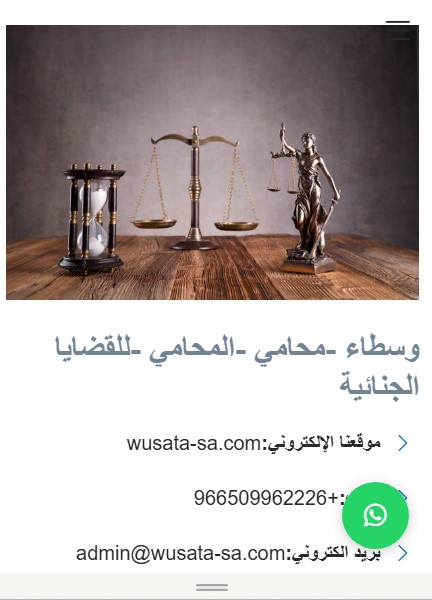 وسطاء -محامي -المحامي -للقضايا
الجنائية
موقعنا الإلكتروني:wusata-sa.com
:+966509962226
بريد الكتروني:admin@wusata-sa.com